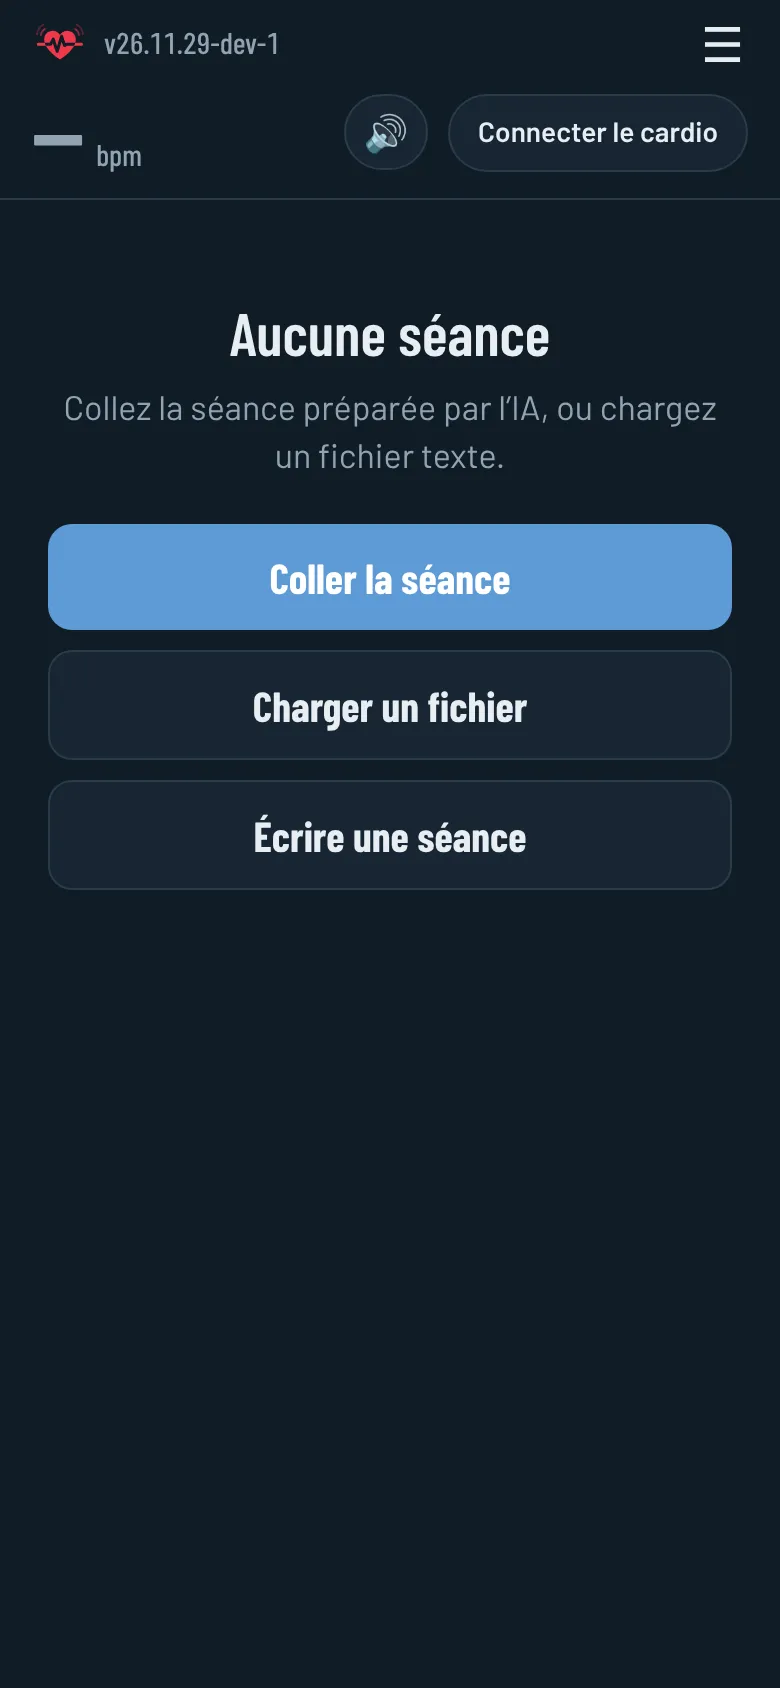 v26.11.29-dev-1
bpm
Connecter le cardio
Aucune séance
Collez la séance préparée par l’IA, ou chargez
un fichier texte.
Coller la séance
Charger un fichier
Écrire une séance